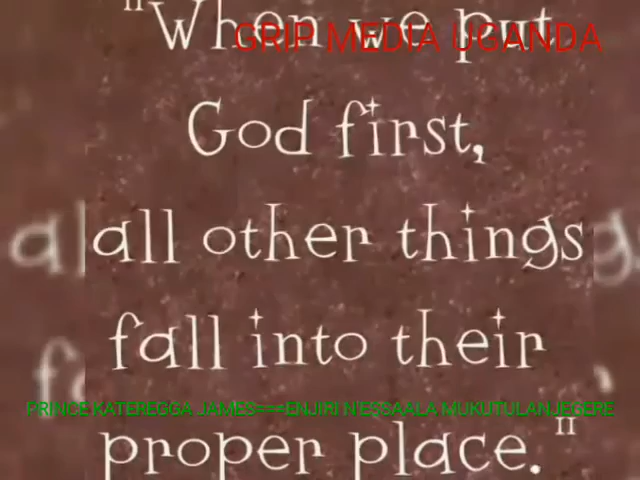 "When we put
GRIP MEDIA UGANDA
God first,
all other things
fall into their
PRINCE KATEREGGA JAMES===ENJIRI N'ESSAALA MUKUTULANJEGERE
proper place."